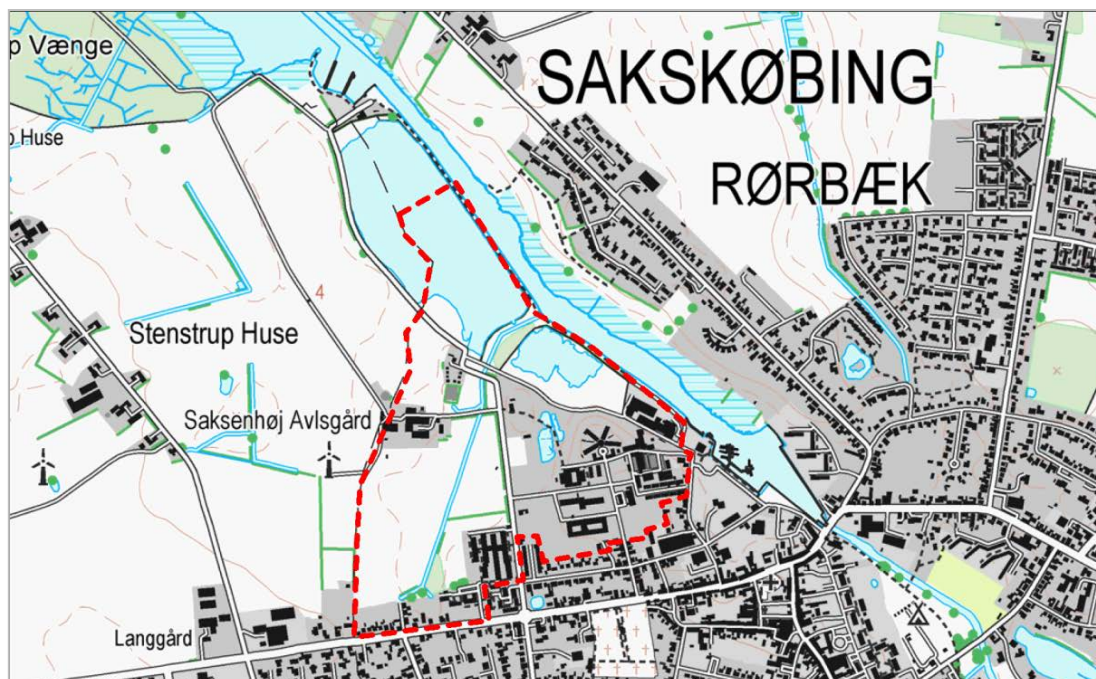 p Vænge
SAKSKØBING
p Huse
RØRBÆK
4
Stenstrup Huse
Saksenhøj Avlsgård
Langgård